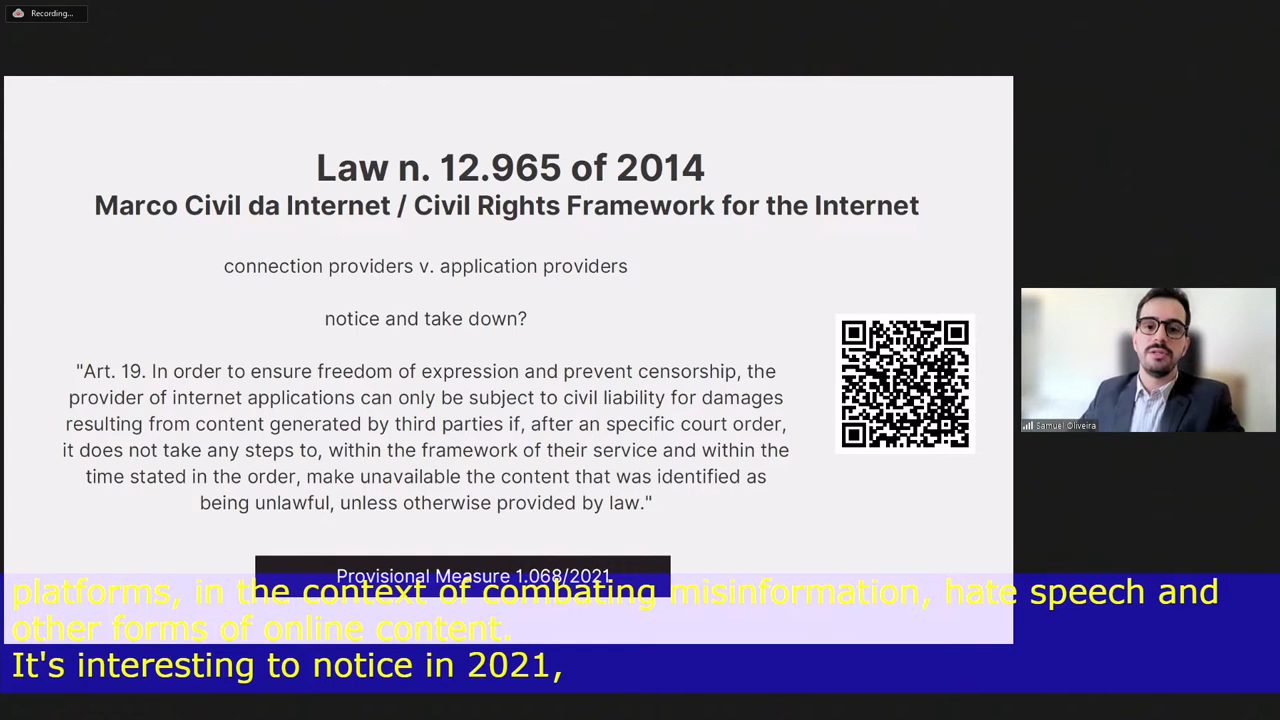 Recording...
Law n. 12.965 of 2014
Marco Civil da Internet / Civil Rights Framework for the Internet
connection providers v. application providers
notice and take down?
"Art. 19. In order to ensure freedom of expression and prevent censorship, the
provider of internet applications can only be subject to civil liability for damages
resulting from content generated by third parties if, after an specific court order,
it does not take any steps to, within the framework of their service and within the
time stated in the order, make unavailable the content that was identified as
being unlawful, unless otherwise provided by law."
Samuel Oliveira
Provisional Measure 1.068/2021
platforms, in the context of combating misinformation, hate speech and
other forms of online content.
It's interesting to notice in 2021,